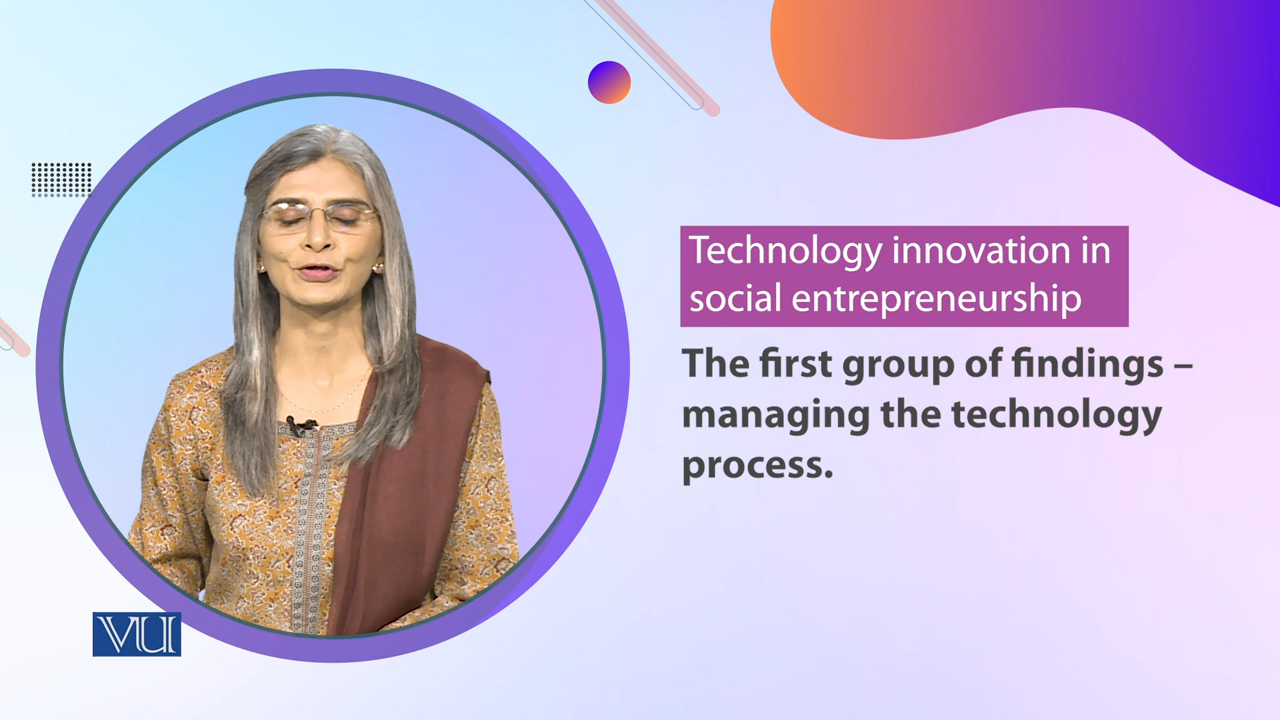 Technology innovation in
social entrepreneurship
The first group of findings –
managing the technology
process.
VU